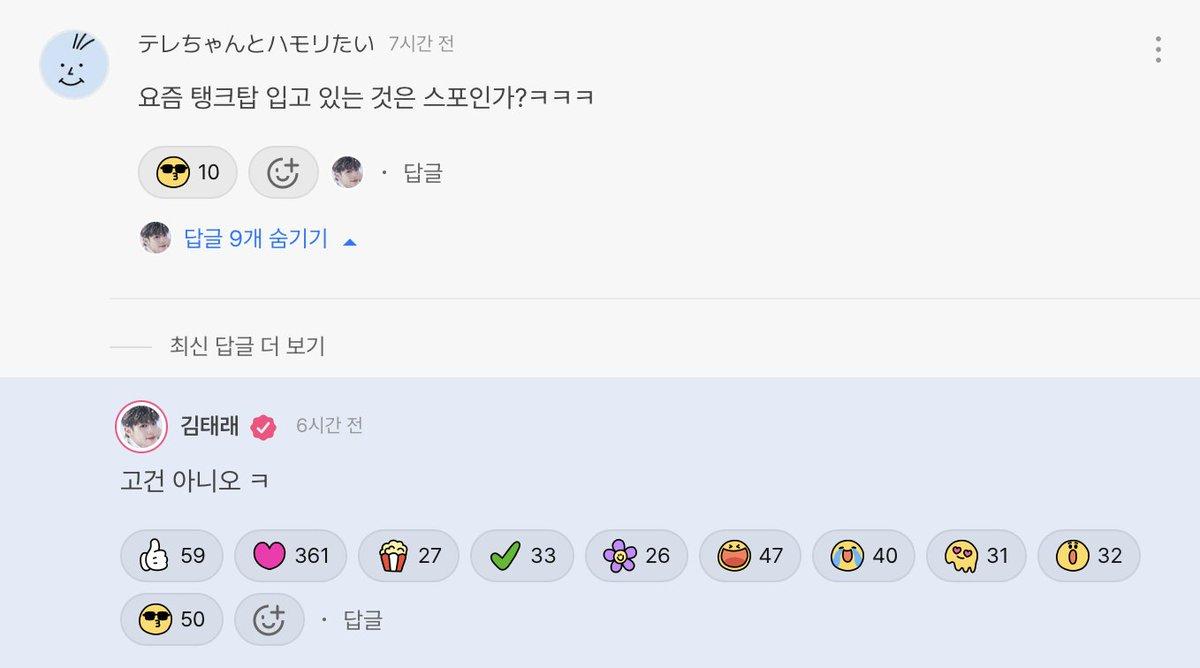 テレちゃんとハモりたい 7시간 전
요즘 탱크탑 입고 있는 것은 스포인가?ㅋㅋㅋ
10 · 답글
답글 9개 숨기기
최신 답글 더 보기
김태래 6시간 전
고건 아니오 ㅋ
59 361 27 33 26 47 40 31 32
50 · 답글